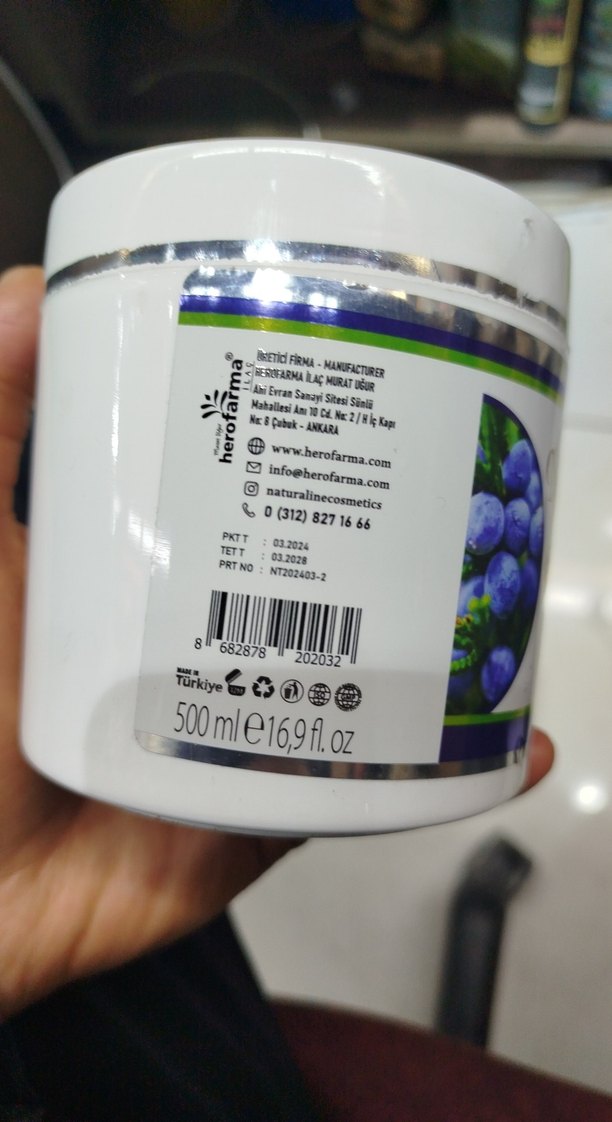 herofarma®
İLAÇ
ÜRETİCİ FİRMA - MANUFACTURER
HEROFARMA İLAÇ MURAT UĞUR
Ahi Evran Sanayi Sitesi Sünlü
Mahallesi Anı 10 Cd. No: 2 / H İç Kapı
No: 8 Çubuk - ANKARA
www.herofarma.com
info@herofarma.com
naturalinecosmetics
0 (312) 827 16 66
PKT T : 03.2024
TET T : 03.2028
PRT NO : NT202403-2
8 682878 202032
MADE IN
Türkiye
500 ml e 16,9 fl. oz